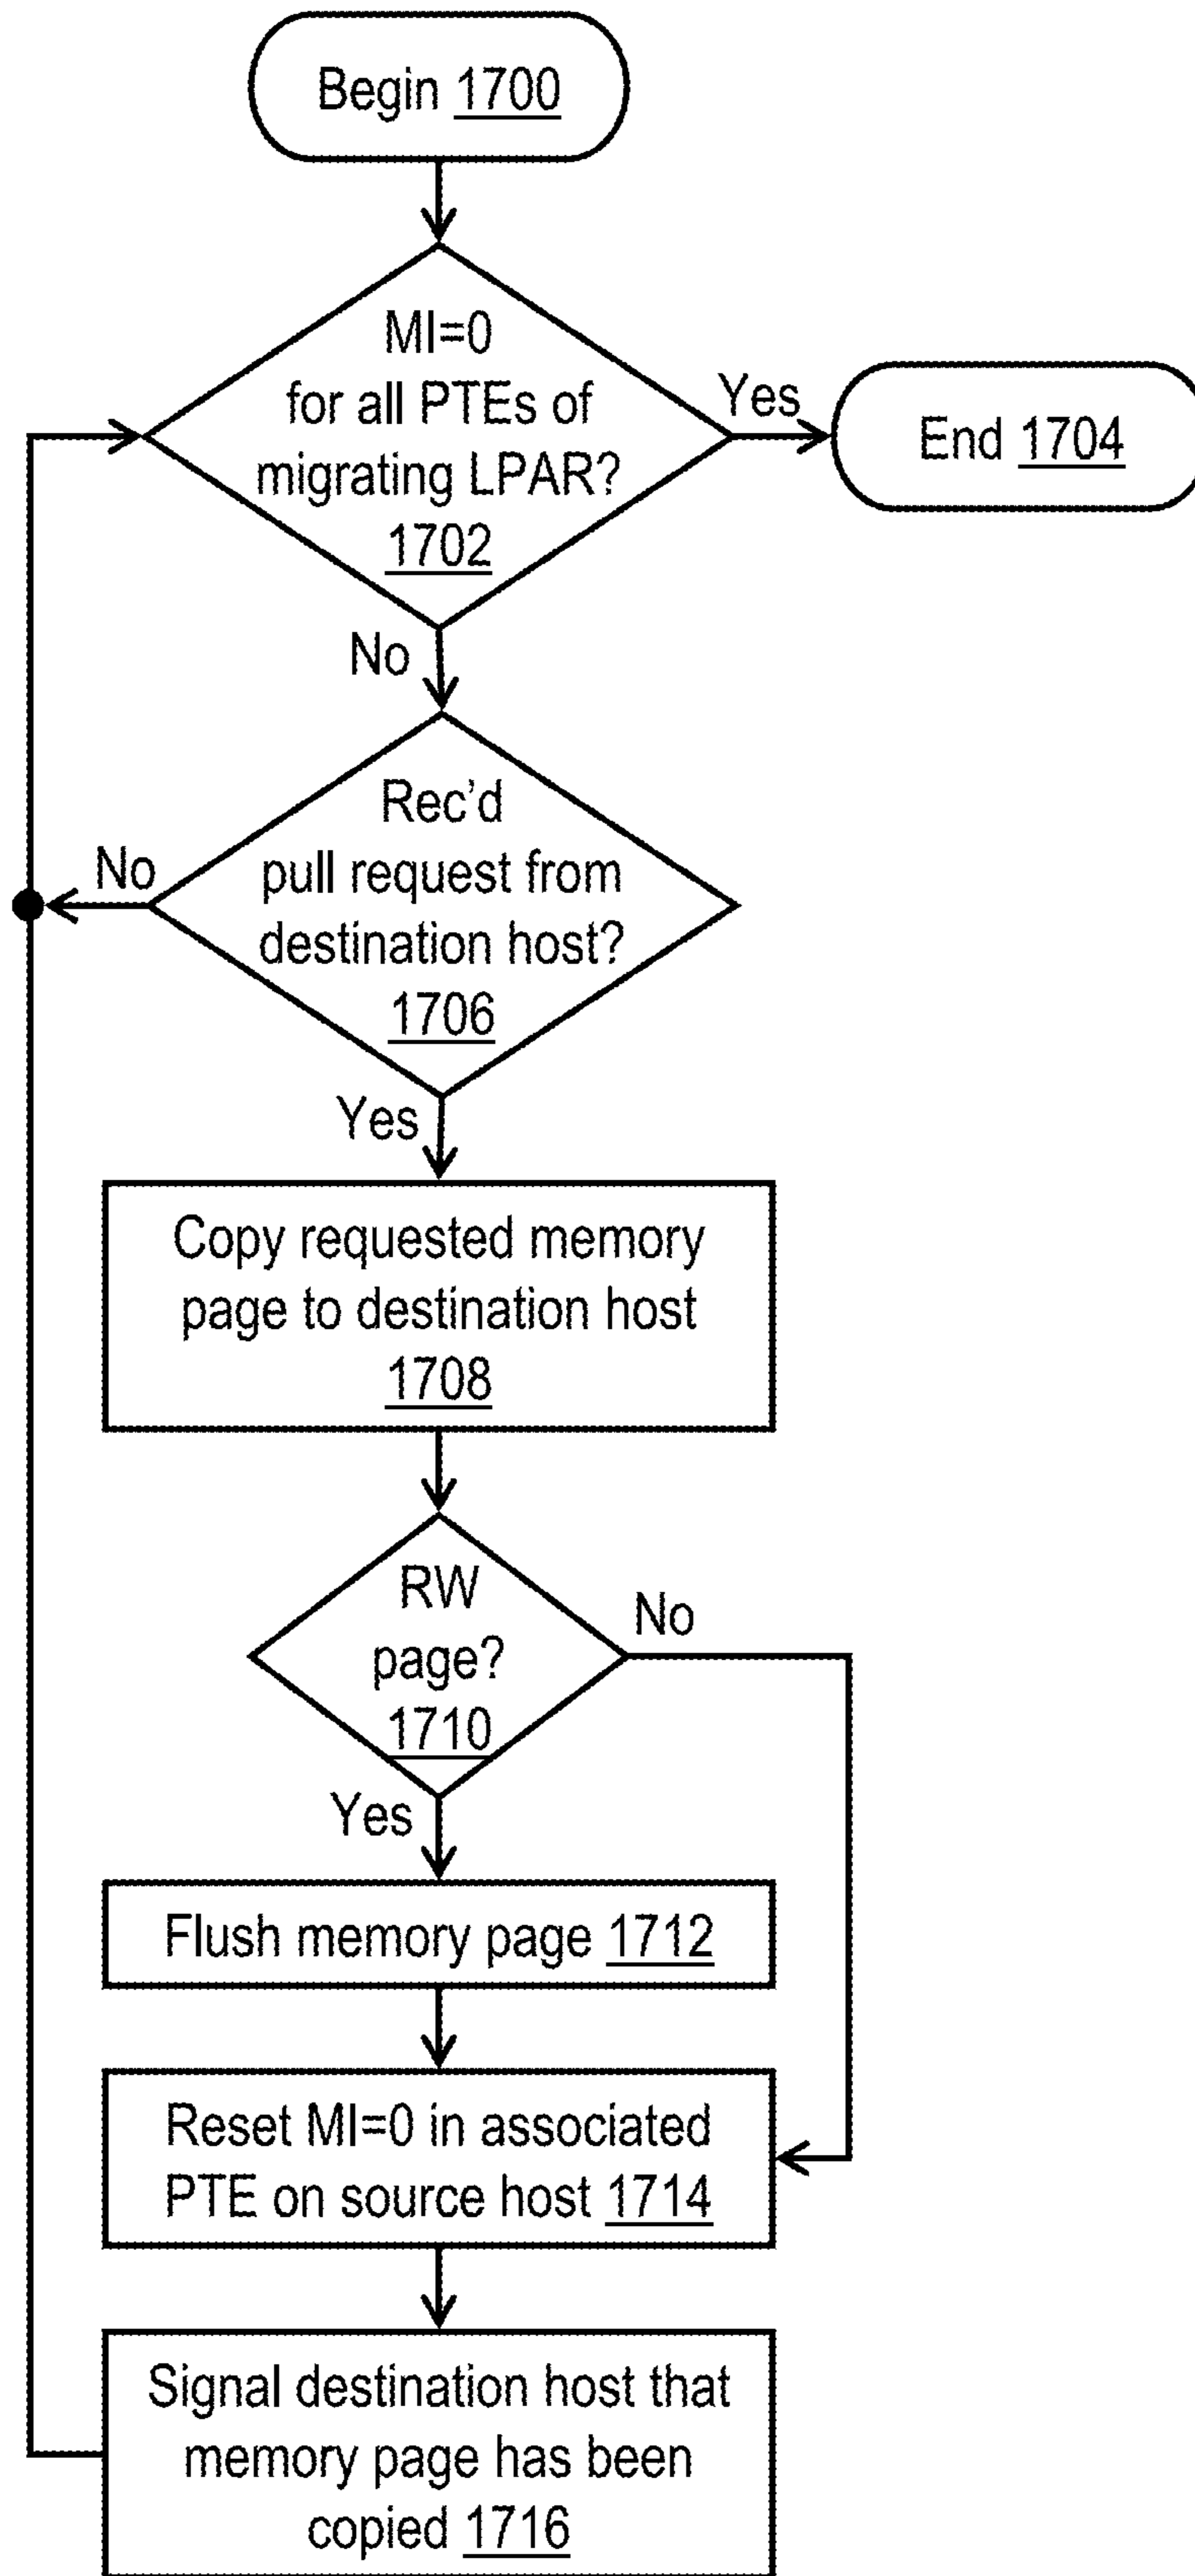 Begin 1700
MI=0
for all PTEs of
migrating LPAR?
1702
Yes
End 1704
No
Rec'd
pull request from
destination host?
1706
No
Yes
Copy requested memory
page to destination host
1708
RW
page?
1710
No
Yes
Flush memory page 1712
Reset MI=0 in associated
PTE on source host 1714
Signal destination host that
memory page has been
copied 1716